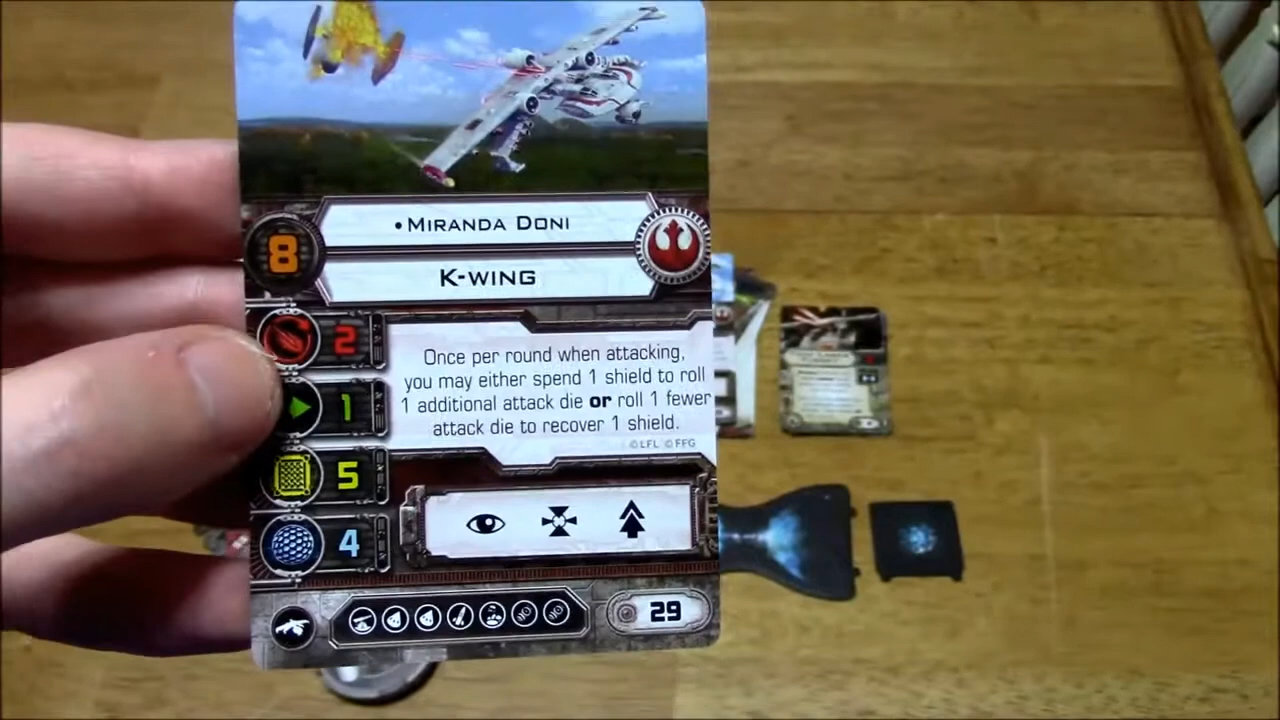 •Miranda Doni
8
K-wing
2
Once per round when attacking,
you may either spend 1 shield to roll
1 additional attack die or roll 1 fewer
attack die to recover 1 shield.
1
©LFL ©FFG
5
4
29